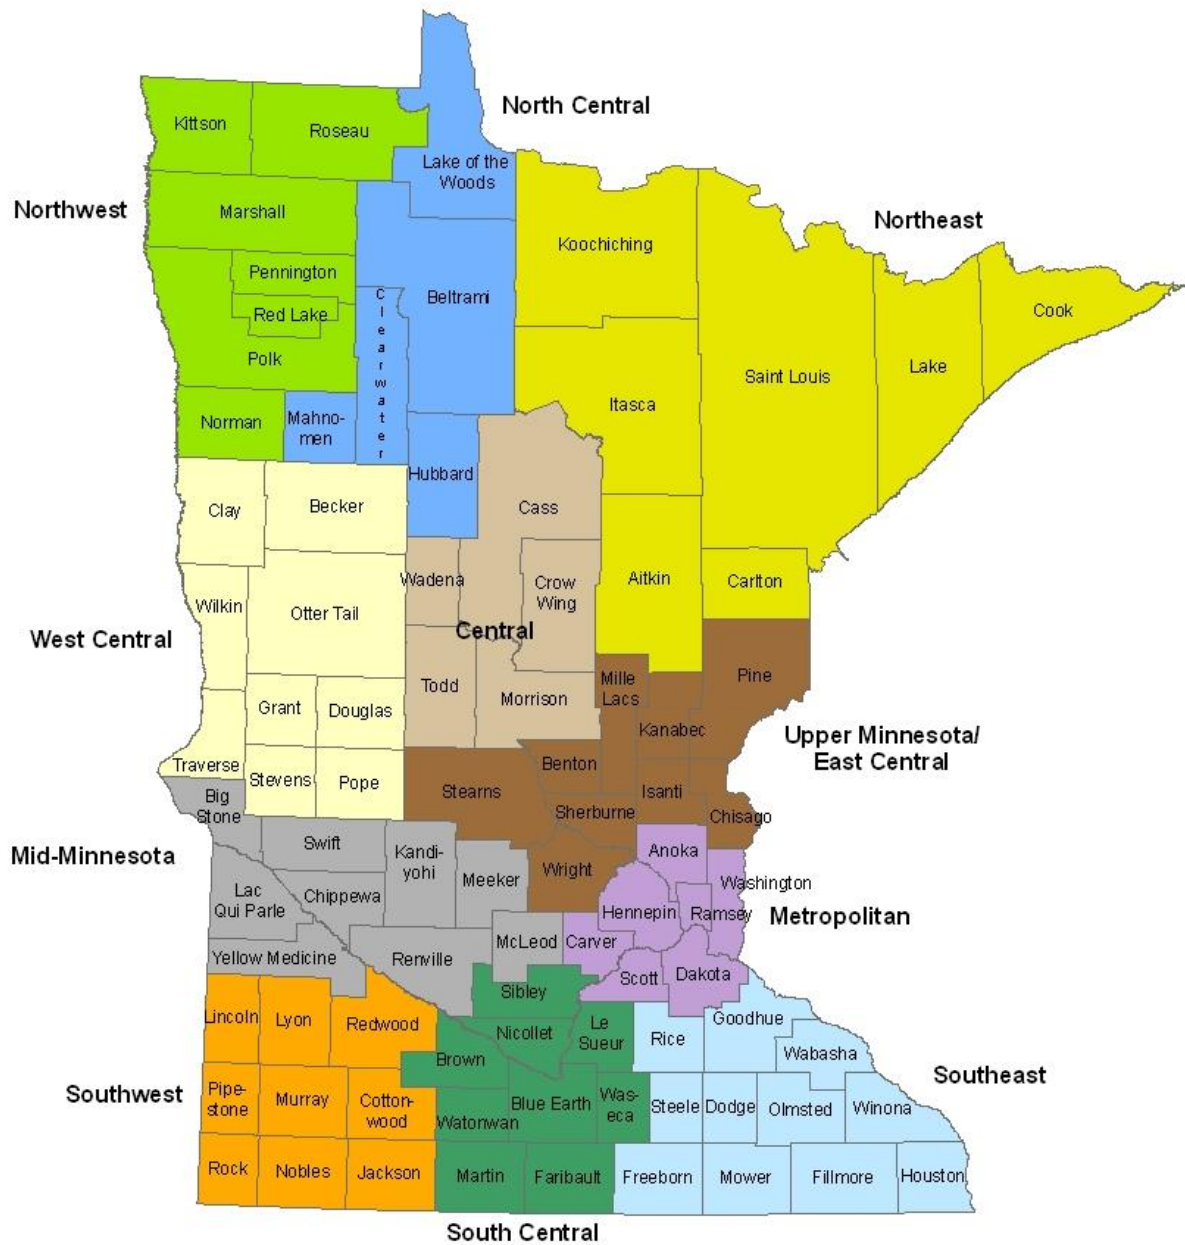 North Central
Kittson
Roseau
Lake of the
Woods
Northwest
Marshall
Northeast
Koochiching
Pennington
Beltrami
Clearwater
Red Lake
Cook
Polk
Lake
Saint Louis
Itasca
Norman
Mahno-
men
Hubbard
Clay
Becker
Cass
Wadena
Crow
Wing
Aitkin
Carlton
Wilkin
Otter Tail
West Central
Central
Todd
Morrison
Mille
Lacs
Pine
Grant
Douglas
Kanabec
Upper Minnesota/
East Central
Traverse
Stevens
Pope
Benton
Stearns
Isanti
Big
Stone
Sherburne
Chisago
Mid-Minnesota
Swift
Kandi-
yohi
Anoka
Wright
Meeker
Washington
Lac
Qui Parle
Chippewa
Hennepin
Ramsey
Metropolitan
McLeod
Carver
Yellow Medicine
Renville
Scott
Dakota
Sibley
Lincoln
Lyon
Redwood
Nicollet
Le
Sueur
Rice
Goodhue
Brown
Wabasha
Southwest
Southeast
Pipe-
stone
Murray
Cotton-
wood
Watonwan
Blue Earth
Was-
eca
Steele
Dodge
Olmsted
Winona
Rock
Nobles
Jackson
Martin
Faribault
Freeborn
Mower
Fillmore
Houston
South Central